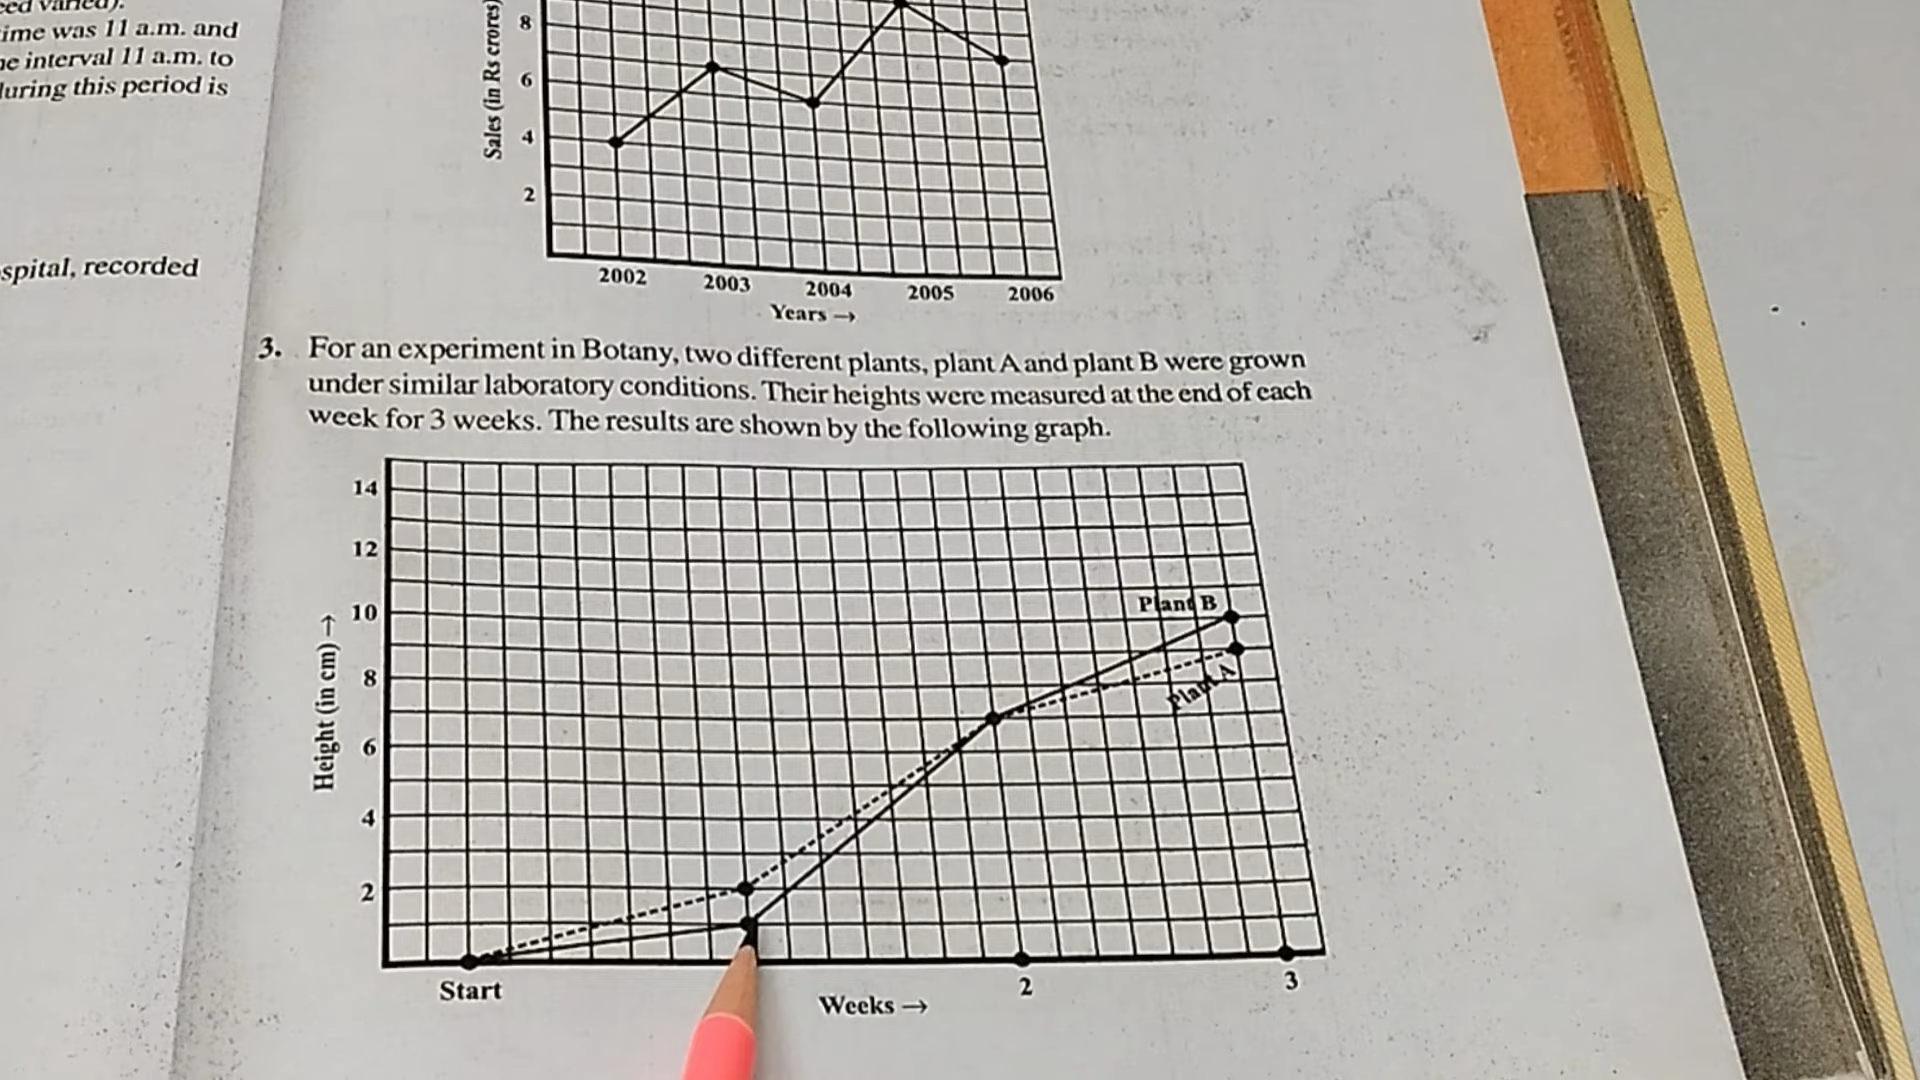 ime was 11 a.m. and
interval 11 a.m. to
during this period is
spital, recorded
Sales (in Rs crores)
8
6
4
2
2002 2003 2004 2005 2006
Years →
3. For an experiment in Botany, two different plants, plant A and plant B were grown
under similar laboratory conditions. Their heights were measured at the end of each
week for 3 weeks. The results are shown by the following graph.
Height (in cm) →
14
12
10
8
6
4
2
Plant B
Plant A
Start 2 3
Weeks →